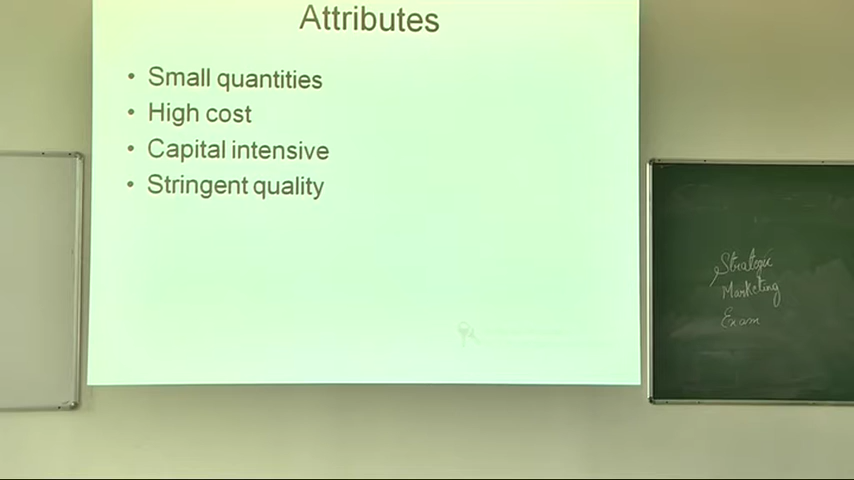 Attributes
• Small quantities
• High cost
• Capital intensive
• Stringent quality
Strategic
Marketing
Exam